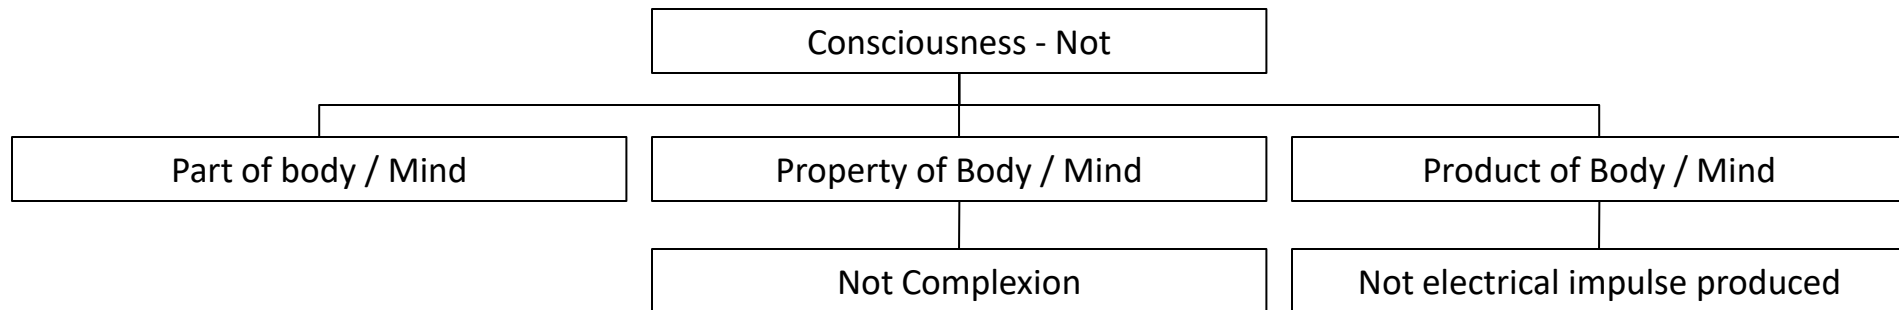 Consciousness - Not
Part of body / Mind
Property of Body / Mind
Product of Body / Mind
Not Complexion
Not electrical impulse produced